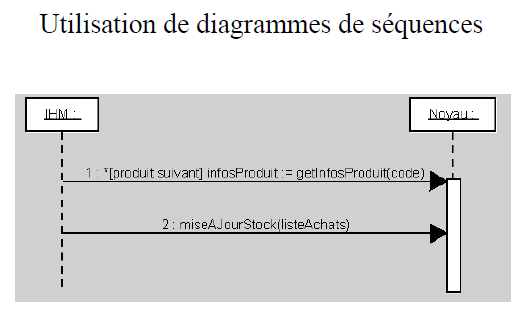 Utilisation de diagrammes de séquences
IHM :
Noyau :
1 : *[produit suivant] infosProduit := getInfosProduit(code)
2 : miseAJourStock(listeAchats)